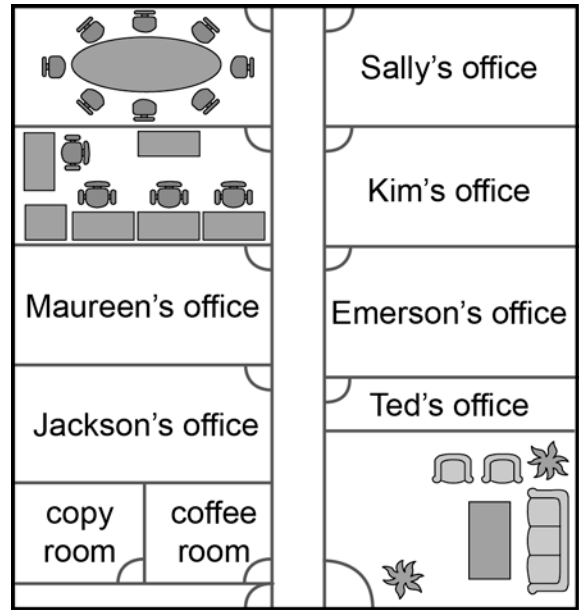 Sally's office
Kim's office
Maureen's office
Emerson's office
Jackson's office
Ted's office
copy
room
coffee
room